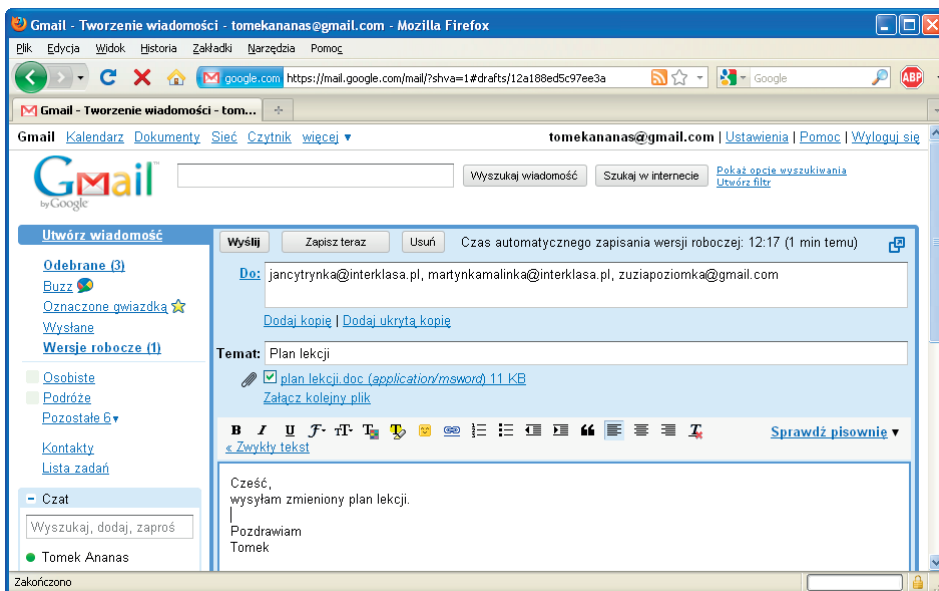 Gmail - Tworzenie wiadomości - tomekananas@gmail.com - Mozilla Firefox
Plik Edycja Widok Historia Zakładki Narzędzia Pomoc
google.com https://mail.google.com/mail/?shva=1#drafts/12a188ed5c97ee3a Google ABP
Gmail - Tworzenie wiadomości - tom...
Gmail Kalendarz Dokumenty Sieć Czytnik więcej ▼ tomekananas@gmail.com | Ustawienia | Pomoc | Wyloguj się
Gmail™ Wyszukaj wiadomość Szukaj w internecie Pokaż opcje wyszukiwania
by Google Utwórz filtr
Utwórz wiadomość Wyślij Zapisz teraz Usuń Czas automatycznego zapisania wersji roboczej: 12:17 (1 min temu)
Odebrane (3) Do: jancytrynka@interklasa.pl, martynkamalinka@interklasa.pl, zuziapoziomka@gmail.com
Buzz
Oznaczone gwiazdką
Wysłane Dodaj kopię | Dodaj ukrytą kopię
Wersje robocze (1) Temat: Plan lekcji
Osobiste plan lekcji.doc (application/msword) 11 KB
Podróże Załącz kolejny plik
Pozostałe 6▼
B I U F T T T Sprawdź pisownię ▼
Kontakty « Zwykły tekst
Lista zadań
Cześć,
– Czat wysyłam zmieniony plan lekcji.
Wyszukaj, dodaj, zaproś Pozdrawiam
Tomek Ananas Tomek
Zakończono